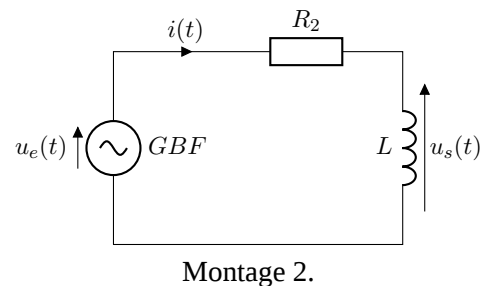 i(t) R₂
uₑ(t) GBF L uₛ(t)
Montage 2.